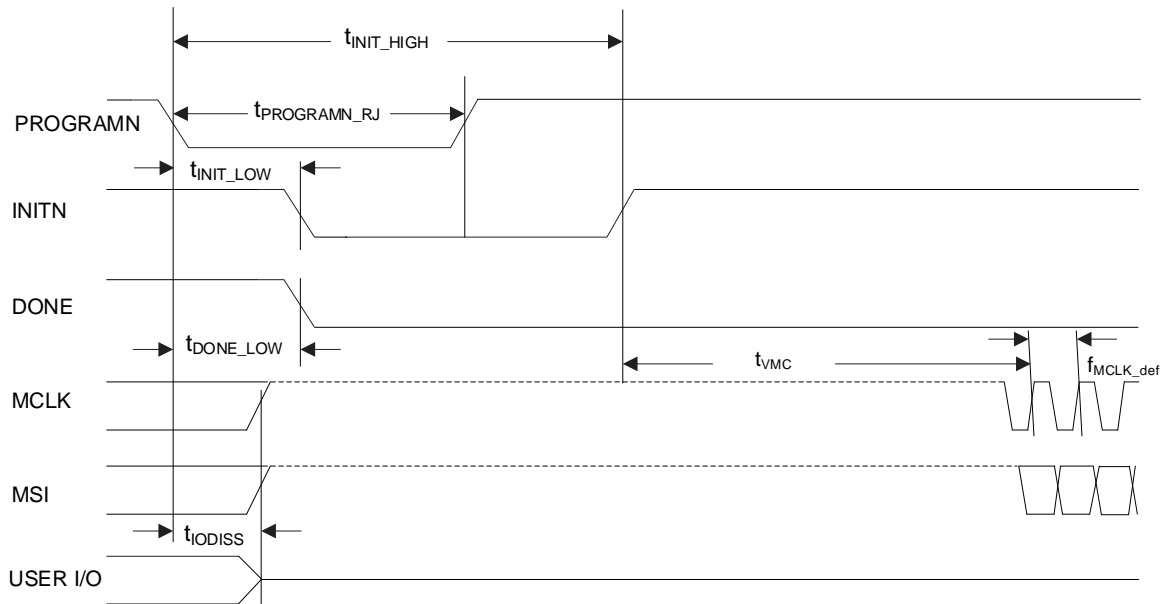 tINIT_HIGH
PROGRAMN
tPROGRAMN_RJ
tINIT_LOW
INITN
DONE
tDONE_LOW
tVMC
fMCLK_def
MCLK
MSI
tIODISS
USER I/O